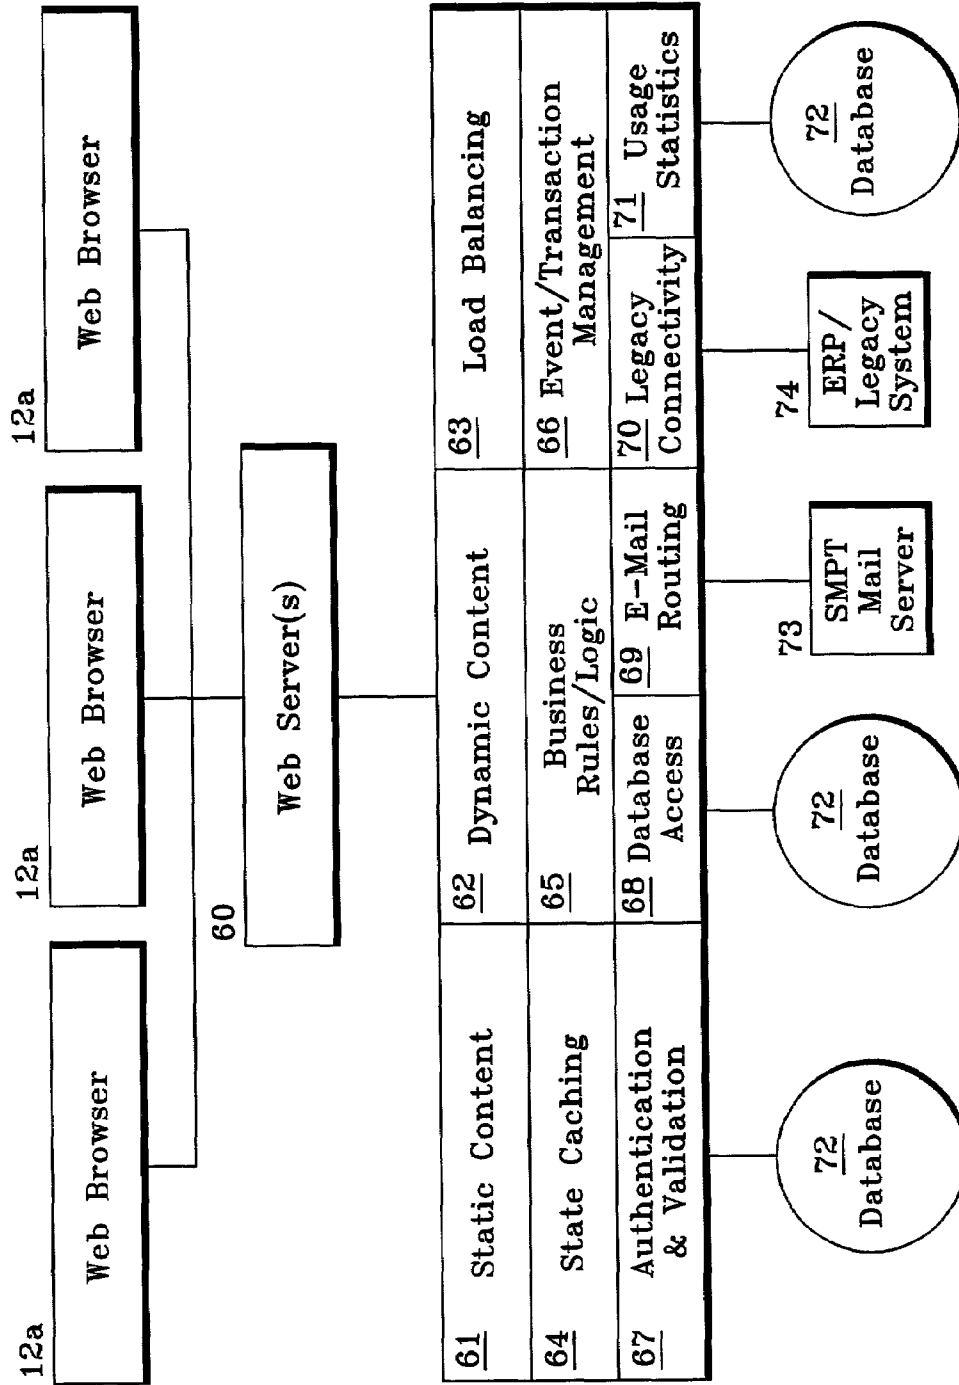 12a
Web Browser
12a
Web Browser
12a
Web Browser
60
Web Server(s)
61 Static Content
62 Dynamic Content
63 Load Balancing
64 State Caching
65 Business
Rules/Logic
66 Event/Transaction
Management
67 Authentication
& Validation
68 Database
Access
69 E-Mail
Routing
70 Legacy
Connectivity
71 Usage
Statistics
72
Database
72
Database
73
SMPT
Mail
Server
74
ERP/
Legacy
System
72
Database